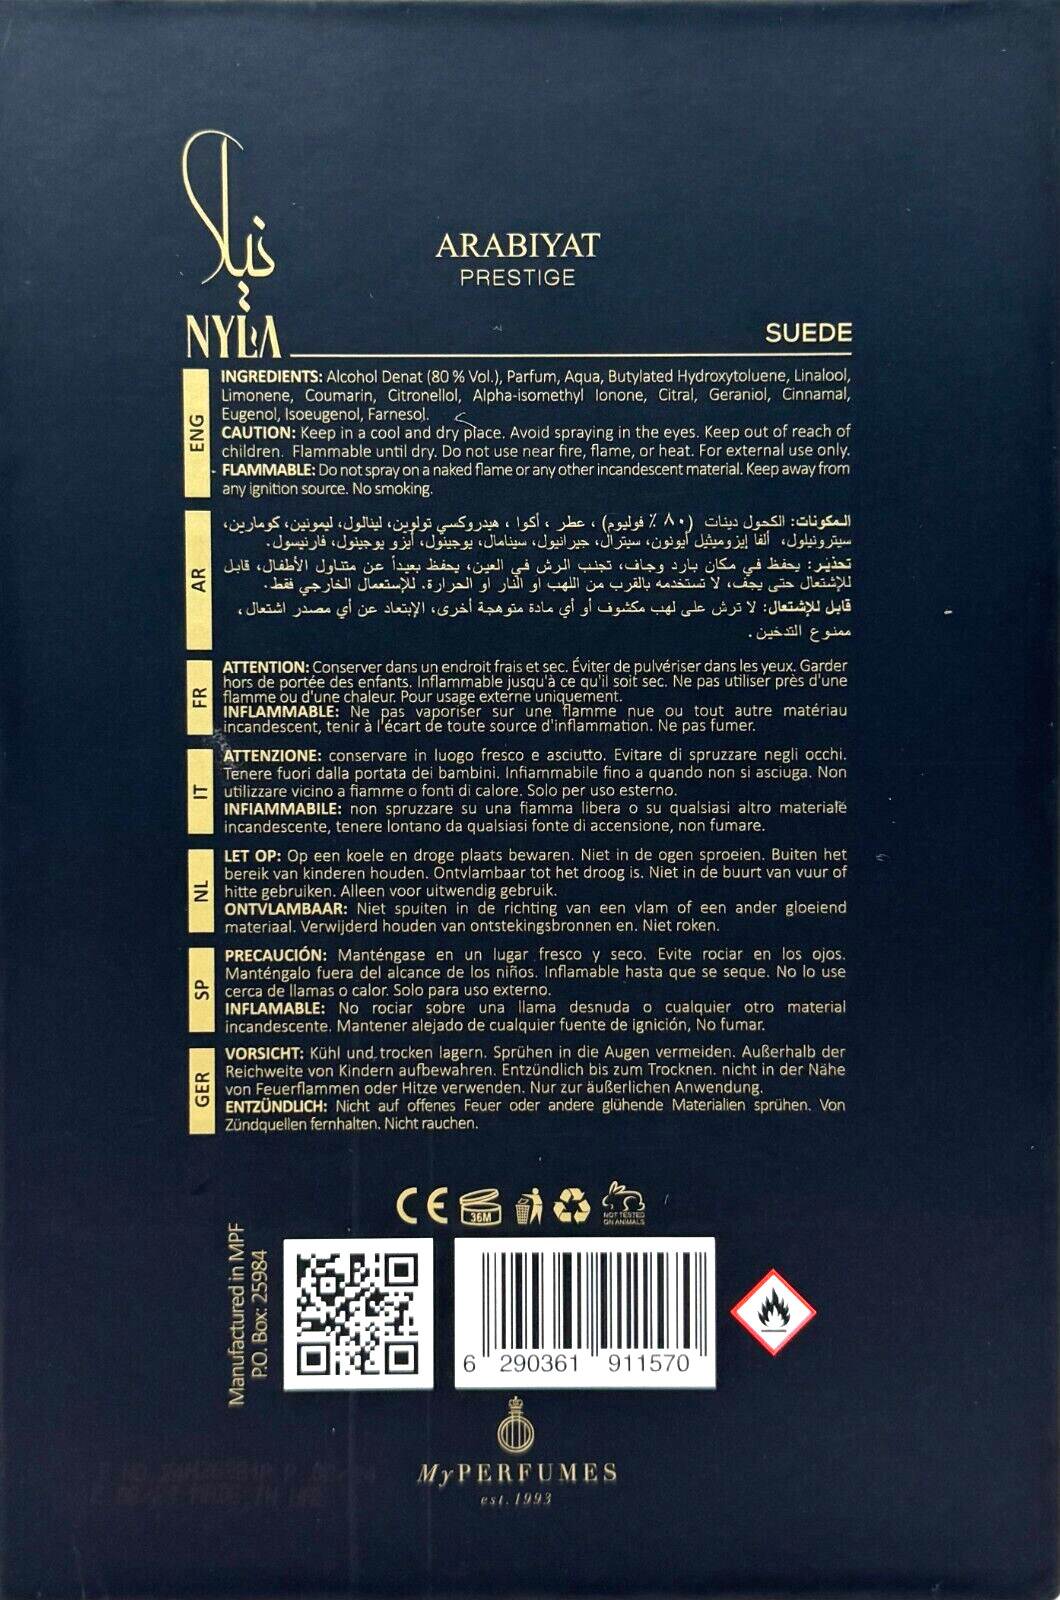 نيلا
NYLA
ARABIYAT
PRESTIGE
SUEDE
ENG
INGREDIENTS: Alcohol Denat (80 % Vol.), Parfum, Aqua, Butylated Hydroxytoluene, Linalool,
Limonene, Coumarin, Citronellol, Alpha-isomethyl Ionone, Citral, Geraniol, Cinnamal,
Eugenol, Isoeugenol, Farnesol.
CAUTION: Keep in a cool and dry place. Avoid spraying in the eyes. Keep out of reach of
children. Flammable until dry. Do not use near fire, flame, or heat. For external use only.
FLAMMABLE: Do not spray on a naked flame or any other incandescent material. Keep away from
any ignition source. No smoking.
AR
المكونات: الكحول دينات (٨٠ ٪ فوليوم) ، عطر ، أكوا ، هيدروكسي تولوين، لينالول، ليمونين، كومارين،
سيترونيلول، ألفا إيزوميثيل أيونون، سيترال، جيرانيول، سينامال، يوجينول، أيزو يوجينول، فارنيسول.
تحذير: يحفظ في مكان بارد وجاف، تجنب الرش في العين، يحفظ بعيداً عن متناول الأطفال، قابل
للإشتعال حتى يجف، لا تستخدمه بالقرب من اللهب او النار أو الحرارة. للإستعمال الخارجي فقط.
قابل للإشتعال: لا ترش على لهب مكشوف أو أي مادة متوهجة أخرى، الإبتعاد عن أي مصدر اشتعال ،
ممنوع التدخين .
FR
ATTENTION: Conserver dans un endroit frais et sec. Éviter de pulvériser dans les yeux. Garder
hors de portée des enfants. Inflammable jusqu'à ce qu'il soit sec. Ne pas utiliser près d'une
flamme ou d'une chaleur. Pour usage externe uniquement.
INFLAMMABLE: Ne pas vaporiser sur une flamme nue ou tout autre matériau
incandescent, tenir à l'écart de toute source d'inflammation. Ne pas fumer.
IT
ATTENZIONE: conservare in luogo fresco e asciutto. Evitare di spruzzare negli occhi.
Tenere fuori dalla portata dei bambini. Infiammabile fino a quando non si asciuga. Non
utilizzare vicino a fiamme o fonti di calore. Solo per uso esterno.
INFIAMMABILE: non spruzzare su una fiamma libera o su qualsiasi altro materiale
incandescente, tenere lontano da qualsiasi fonte di accensione, non fumare.
NL
LET OP: Op een koele en droge plaats bewaren. Niet in de ogen sproeien. Buiten het
bereik van kinderen houden. Ontvlambaar tot het droog is. Niet in de buurt van vuur of
hitte gebruiken. Alleen voor uitwendig gebruik.
ONTVLAMBAAR: Niet spuiten in de richting van een vlam of een ander gloeiend
materiaal. Verwijderd houden van ontstekingsbronnen en. Niet roken.
SP
PRECAUCIÓN: Manténgase en un lugar fresco y seco. Evite rociar en los ojos.
Manténgalo fuera del alcance de los niños. Inflamable hasta que se seque. No lo use
cerca de llamas o calor. Solo para uso externo.
INFLAMABLE: No rociar sobre una llama desnuda o cualquier otro material
incandescente. Mantener alejado de cualquier fuente de ignición, No fumar.
GER
VORSICHT: Kühl und trocken lagern. Sprühen in die Augen vermeiden. Außerhalb der
Reichweite von Kindern aufbewahren. Entzündlich bis zum Trocknen. nicht in der Nähe
von Feuerflammen oder Hitze verwenden. Nur zur äußerlichen Anwendung.
ENTZÜNDLICH: Nicht auf offenes Feuer oder andere glühende Materialien sprühen. Von
Zündquellen fernhalten. Nicht rauchen.
CE
36M
NOT TESTED
ON ANIMALS
Manufactured in MPF
P.O. Box: 25984
6 290361 911570
MyPERFUMES
est. 1993